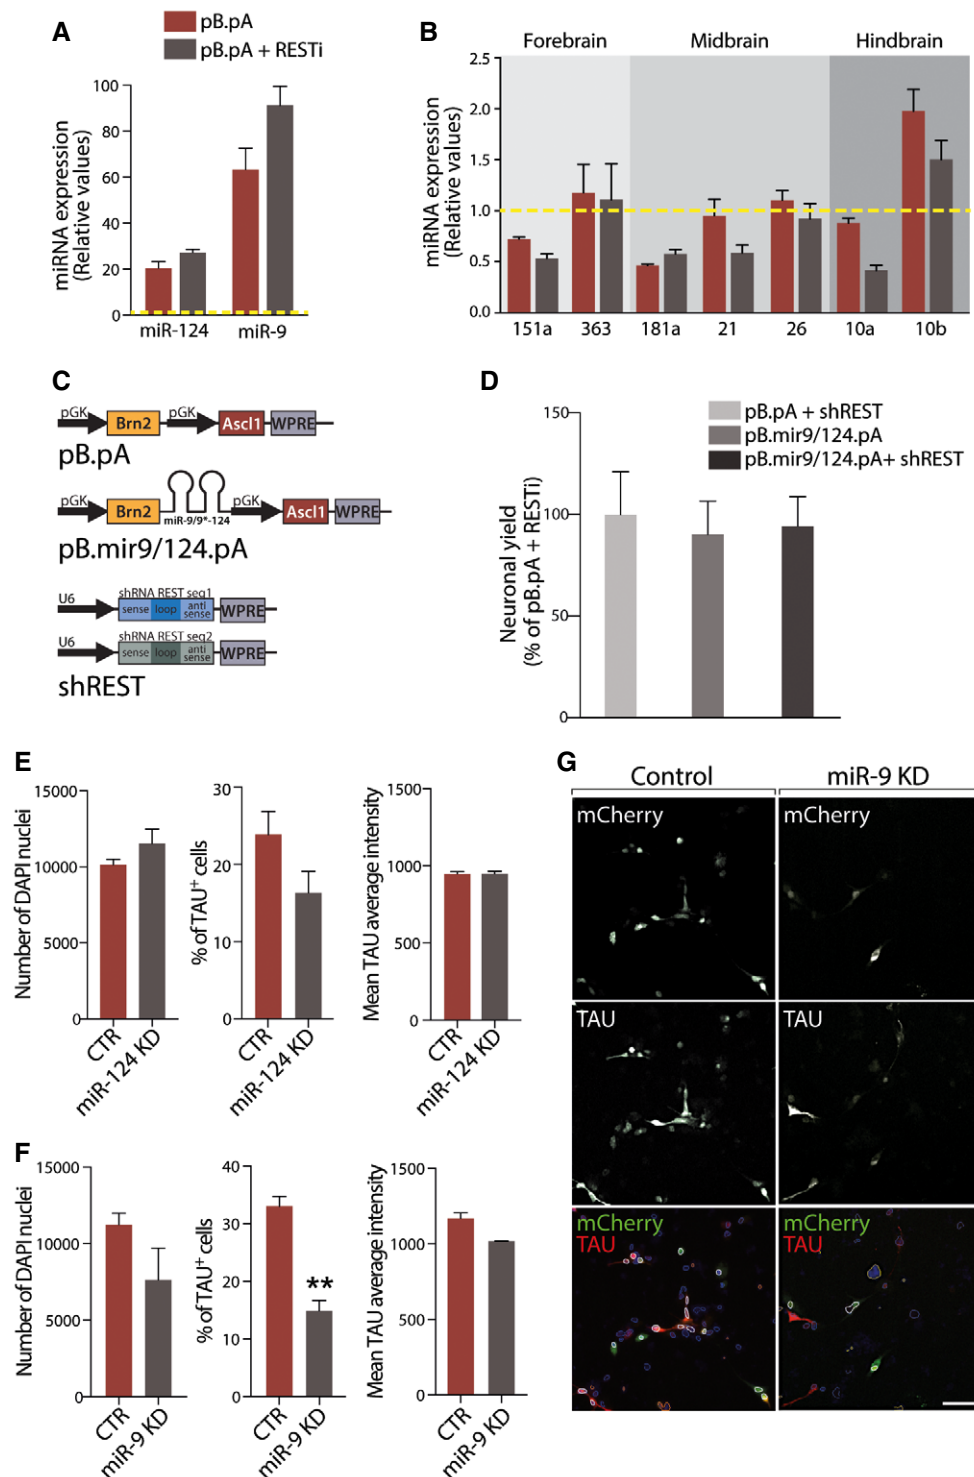 A
pB.pA
pB.pA + RESTi
miRNA expression
(Relative values)
100
80
60
40
20
0
miR-124
miR-9
B
Forebrain
Midbrain
Hindbrain
miRNA expression
(Relative values)
2.5
2.0
1.5
1.0
0.5
0.0
151a
363
181a
21
26
10a
10b
C
pGK
Brn2
pGK
Ascl1
WPRE
pB.pA
pGK
Brn2
miR-9/9*-124
pGK
Ascl1
WPRE
pB.mir9/124.pA
U6
shRNA REST seq1
sense
loop
anti
sense
WPRE
U6
shRNA REST seq2
sense
loop
anti
sense
WPRE
shREST
D
pB.pA + shREST
pB.mir9/124.pA
pB.mir9/124.pA+ shREST
Neuronal yield
(% of pB.pA + RESTi)
150
100
50
0
E
Number of DAPI nuclei
15000
10000
5000
0
CTR
miR-124 KD
% of TAU+ cells
30
20
10
0
CTR
miR-124 KD
Mean TAU average intensity
1500
1000
500
0
CTR
miR-124 KD
F
Number of DAPI nuclei
15000
10000
5000
0
CTR
miR-9 KD
% of TAU+ cells
40
30
20
10
0
**
CTR
miR-9 KD
Mean TAU average intensity
1500
1000
500
0
CTR
miR-9 KD
G
Control
miR-9 KD
mCherry
mCherry
TAU
TAU
mCherry
TAU
mCherry
TAU